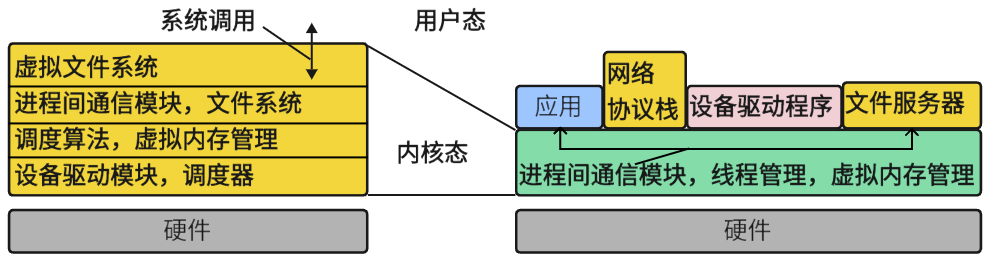 系统调用
用户态
虚拟文件系统
进程间通信模块，文件系统
调度算法，虚拟内存管理
设备驱动模块，调度器
硬件
内核态
应用
网络
协议栈
设备驱动程序
文件服务器
进程间通信模块，线程管理，虚拟内存管理
硬件